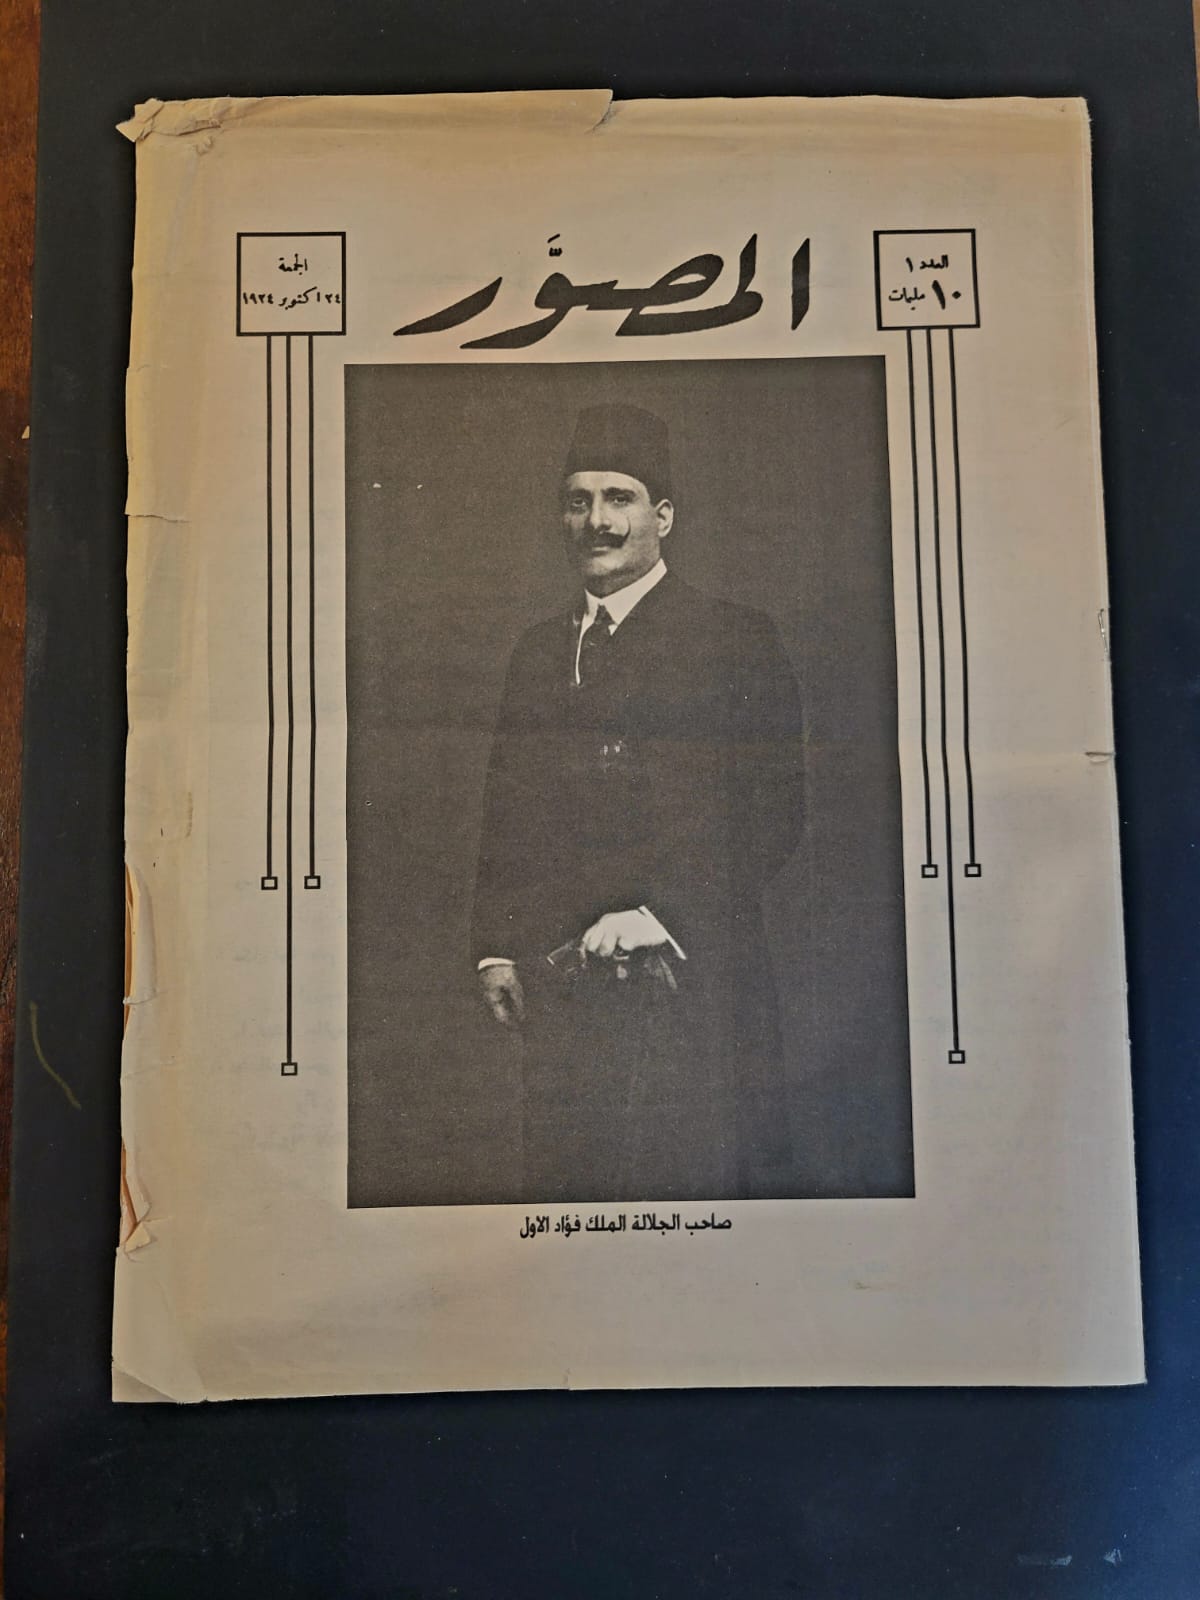 العدد ١
١٠ مليمات
المصوَّر
الجمعة
٢٤ اكتوبر ١٩٢٤
صاحب الجلالة الملك فؤاد الاول